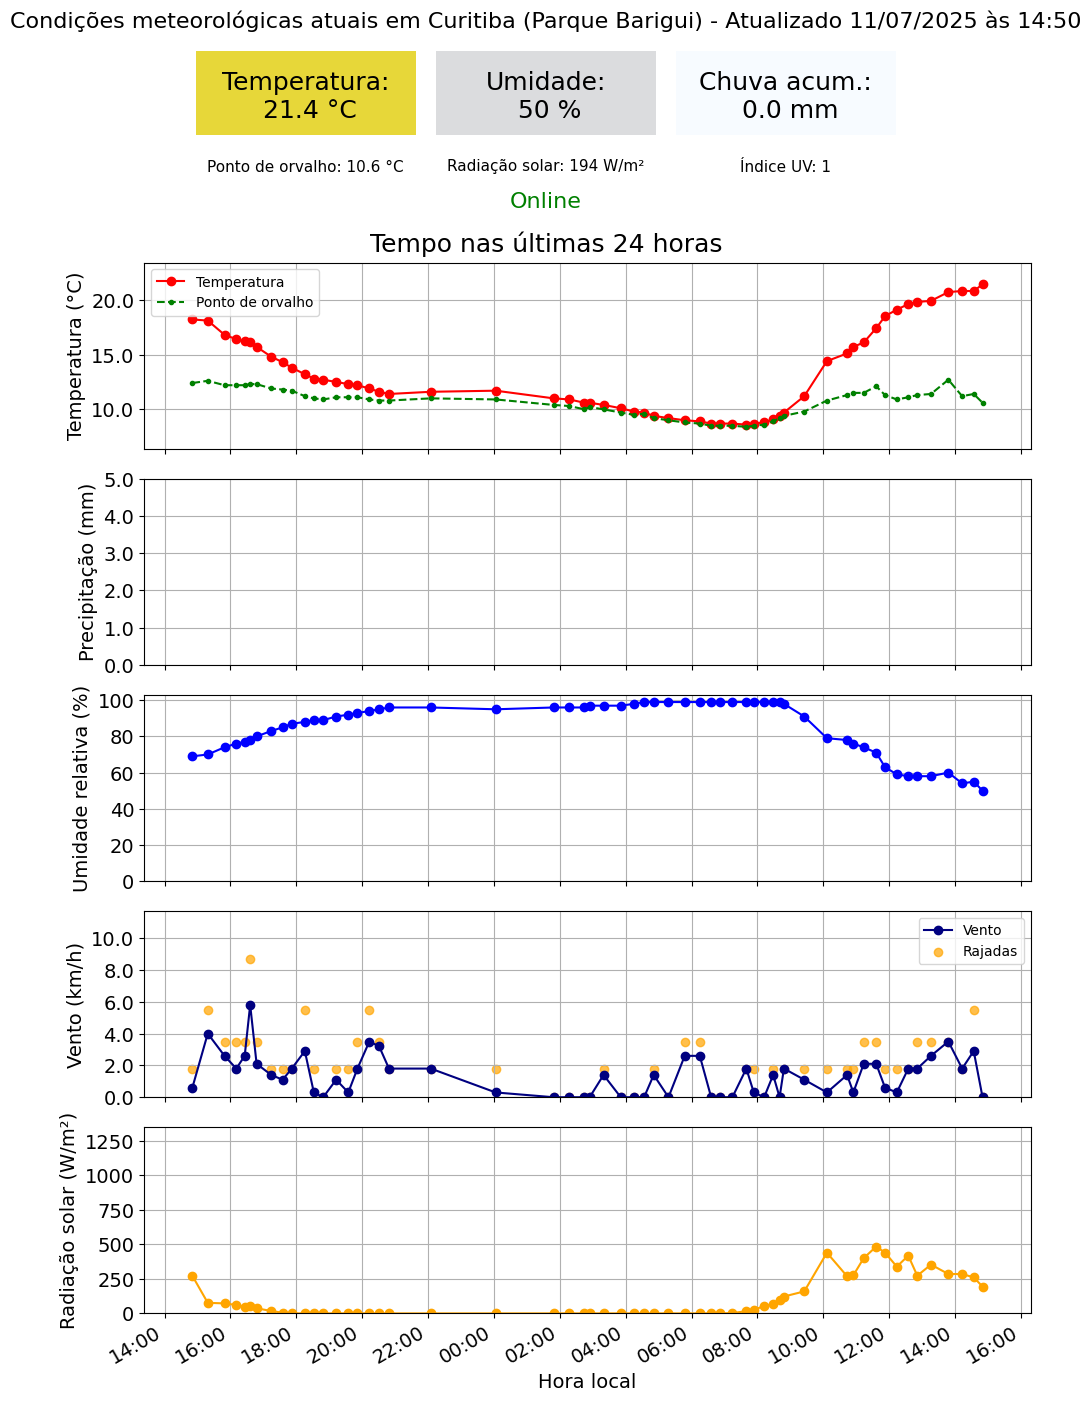 Condições meteorológicas atuais em Curitiba (Parque Barigui) - Atualizado 11/07/2025 às 14:50
Temperatura:
21.4 °C
Umidade:
50 %
Chuva acum.:
0.0 mm
Ponto de orvalho: 10.6 °C
Radiação solar: 194 W/m²
Índice UV: 1
Online
Tempo nas últimas 24 horas
Temperatura (°C)
20.0
15.0
10.0
Temperatura
Ponto de orvalho
Precipitação (mm)
5.0
4.0
3.0
2.0
1.0
0.0
Umidade relativa (%)
100
80
60
40
20
0
Vento (km/h)
10.0
8.0
6.0
4.0
2.0
0.0
Vento
Rajadas
Radiação solar (W/m²)
1250
1000
750
500
250
0
14:00
16:00
18:00
20:00
22:00
00:00
02:00
04:00
06:00
08:00
10:00
12:00
14:00
16:00
Hora local